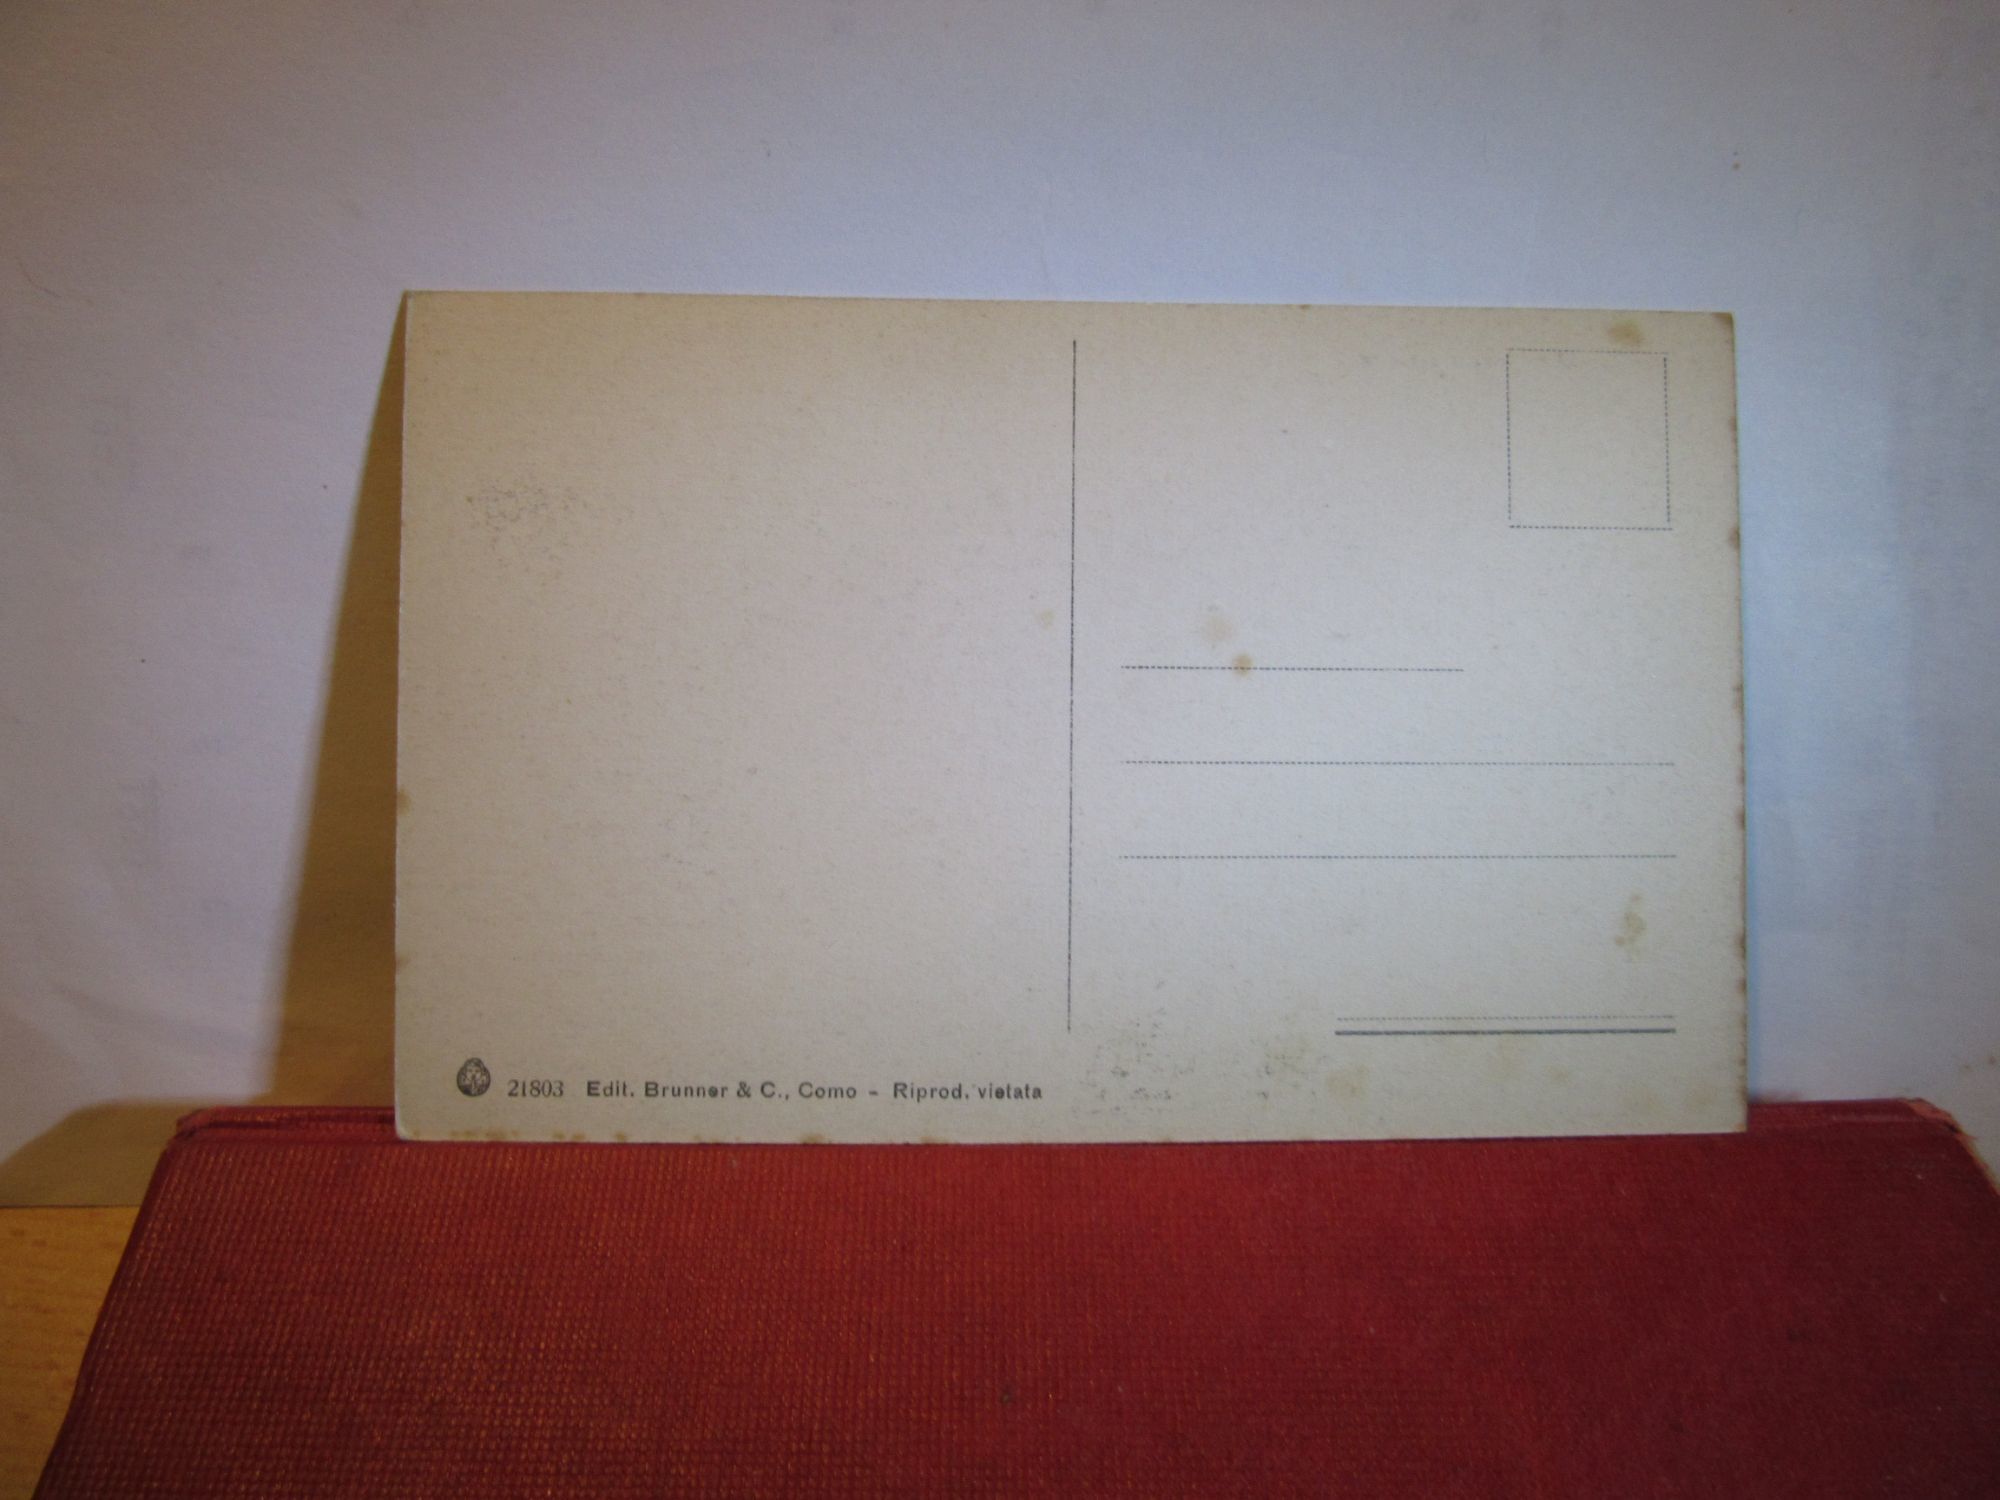 21803 Edit. Brunner & C., Como - Riprod. vietata